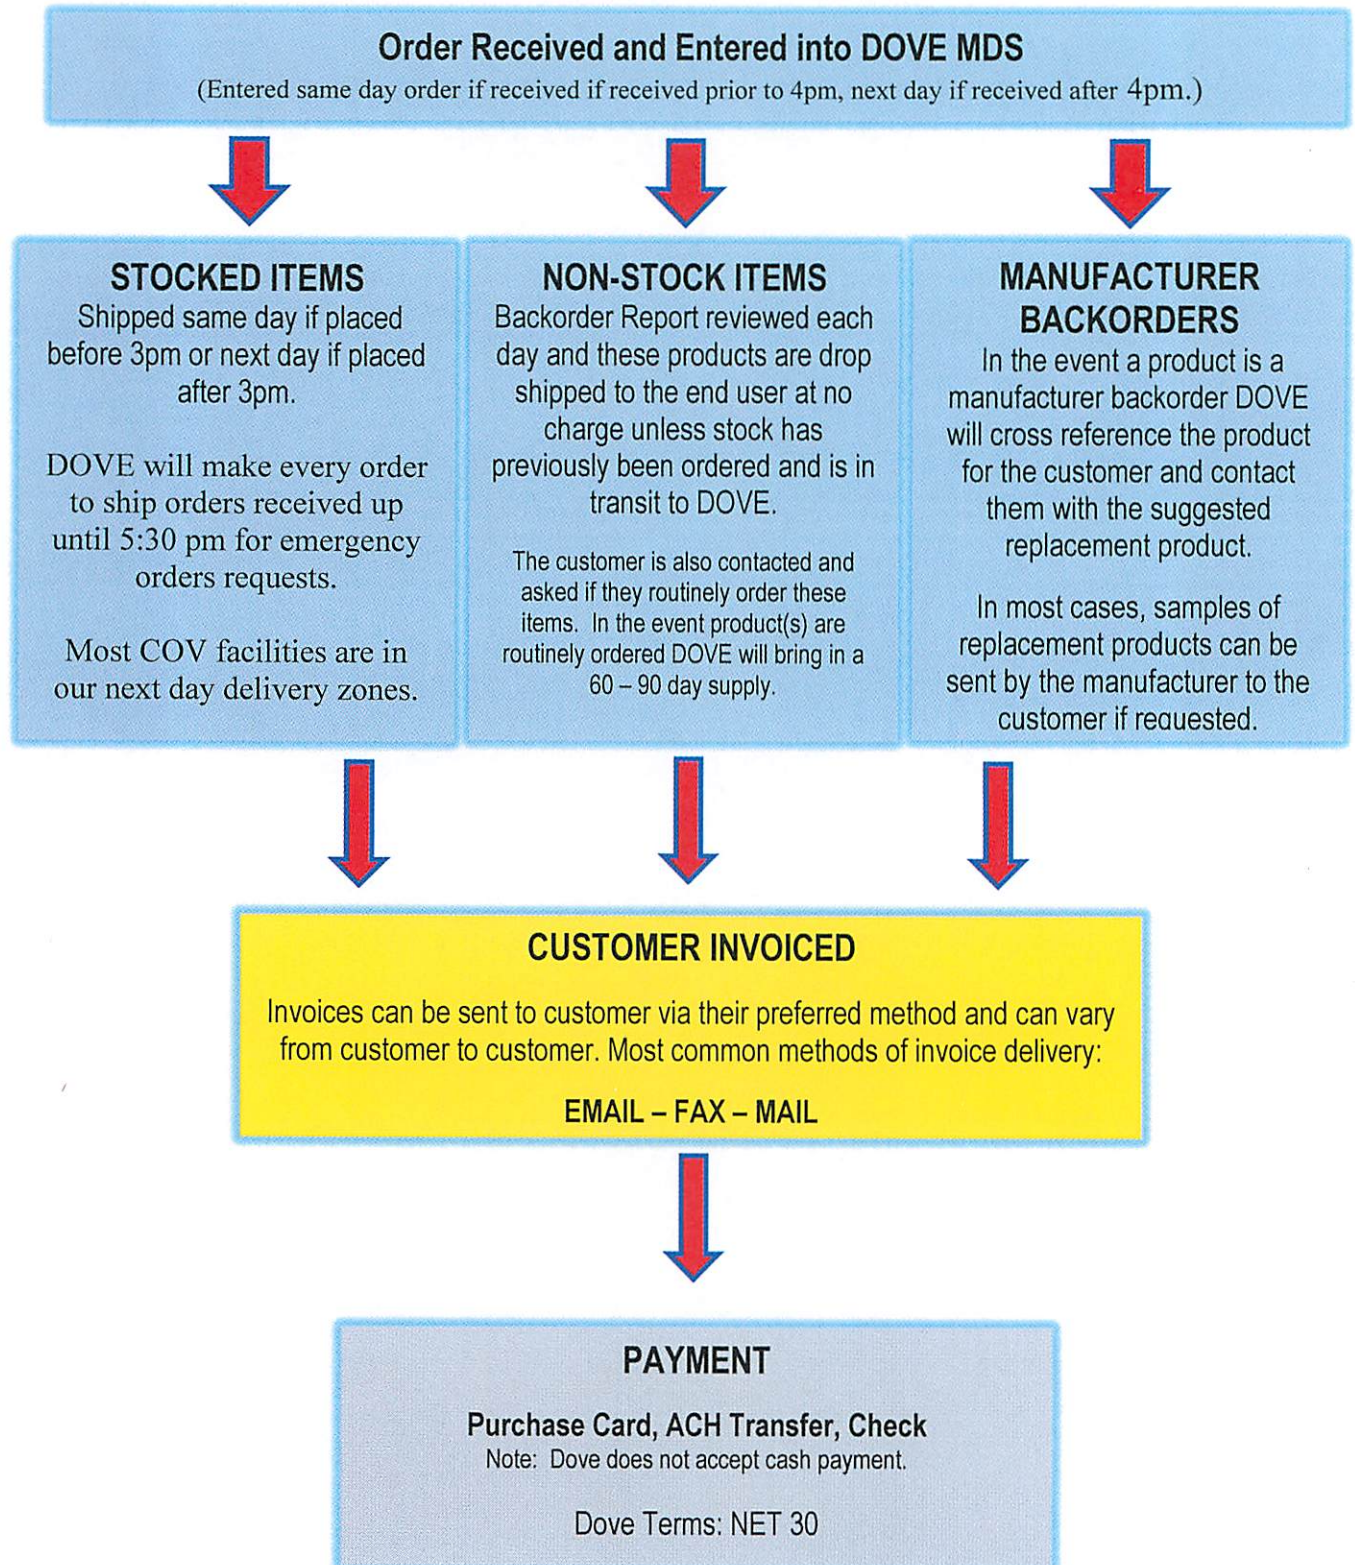 Order Received and Entered into DOVE MDS
(Entered same day order if received if received prior to 4pm, next day if received after 4pm.)
STOCKED ITEMS
Shipped same day if placed
before 3pm or next day if placed
after 3pm.
DOVE will make every order
to ship orders received up
until 5:30 pm for emergency
orders requests.
Most COV facilities are in
our next day delivery zones.
NON-STOCK ITEMS
Backorder Report reviewed each
day and these products are drop
shipped to the end user at no
charge unless stock has
previously been ordered and is in
transit to DOVE.
The customer is also contacted and
asked if they routinely order these
items. In the event product(s) are
routinely ordered DOVE will bring in a
60 – 90 day supply.
MANUFACTURER
BACKORDERS
In the event a product is a
manufacturer backorder DOVE
will cross reference the product
for the customer and contact
them with the suggested
replacement product.
In most cases, samples of
replacement products can be
sent by the manufacturer to the
customer if requested.
CUSTOMER INVOICED
Invoices can be sent to customer via their preferred method and can vary
from customer to customer. Most common methods of invoice delivery:
EMAIL – FAX – MAIL
PAYMENT
Purchase Card, ACH Transfer, Check
Note: Dove does not accept cash payment.
Dove Terms: NET 30